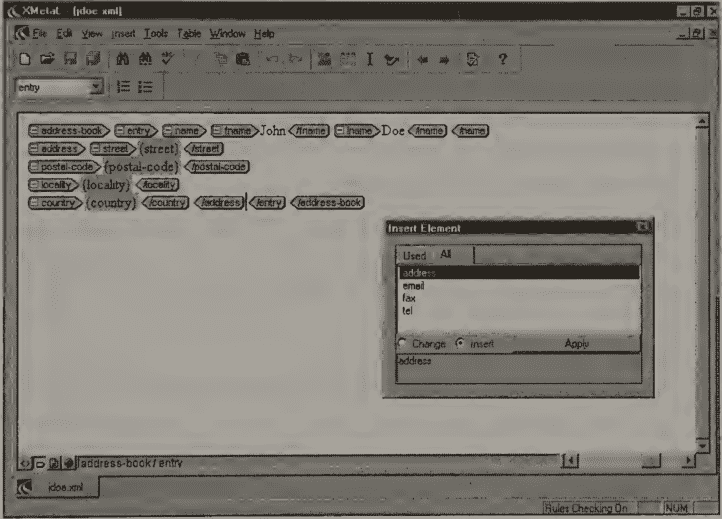 XMetaL - [jdoc xml]
File Edit View Insert Tools Table Window Help
entry
address-book entry name fname John /fname lname Doe /lname /name
address street {street} /street
postal-code {postal-code} /postal-code
locality {locality} /locality
country {country} /country /address /entry /address-book
Insert Element
Used All
address
email
fax
tel
Change Insert Apply
address
address-book / entry
jdoe.xml
Rules Checking On NUM